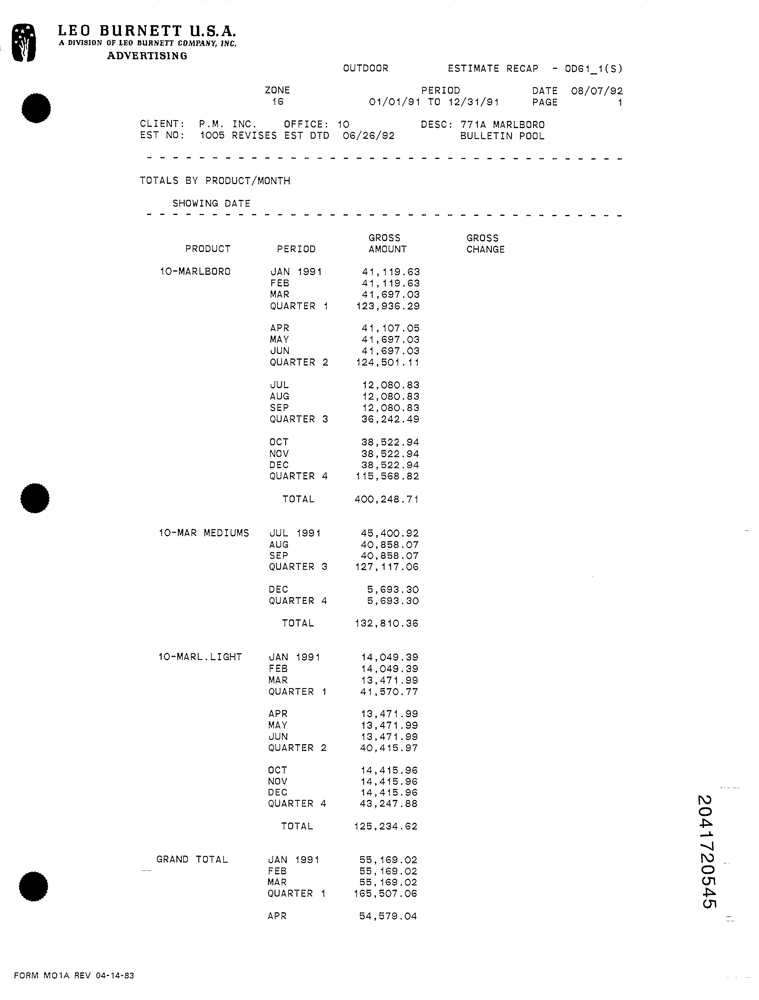 LEO BURNETT U.S.A.
A DIVISION OF LEO BURNETT COMPANY, INC.
ADVERTISING
OUTDOOR ESTIMATE RECAP - OD61_1(S)
ZONE PERIOD DATE 08/07/92
16 01/01/91 TO 12/31/91 PAGE 1
CLIENT: P.M. INC. OFFICE: 10 DESC: 771A MARLBORO
EST NO: 1005 REVISES EST DTD 06/26/92 BULLETIN POOL
- - - - - - - - - - - - - - - - - - - - - - - - - - - - - - - - - - - - -
TOTALS BY PRODUCT/MONTH
SHOWING DATE
- - - - - - - - - - - - - - - - - - - - - - - - - - - - - - - - - - - - -
GROSS GROSS
PRODUCT PERIOD AMOUNT CHANGE
10-MARLBORO JAN 1991 41,119.63
FEB 41,119.63
MAR 41,697.03
QUARTER 1 123,936.29
APR 41,107.05
MAY 41,697.03
JUN 41,697.03
QUARTER 2 124,501.11
JUL 12,080.83
AUG 12,080.83
SEP 12,080.83
QUARTER 3 36,242.49
OCT 38,522.94
NOV 38,522.94
DEC 38,522.94
QUARTER 4 115,568.82
TOTAL 400,248.71
10-MAR MEDIUMS JUL 1991 45,400.92
AUG 40,858.07
SEP 40,858.07
QUARTER 3 127,117.06
DEC 5,693.30
QUARTER 4 5,693.30
TOTAL 132,810.36
10-MARL.LIGHT JAN 1991 14,049.39
FEB 14,049.39
MAR 13,471.99
QUARTER 1 41,570.77
APR 13,471.99
MAY 13,471.99
JUN 13,471.99
QUARTER 2 40,415.97
OCT 14,415.96
NOV 14,415.96
DEC 14,415.96
QUARTER 4 43,247.88
TOTAL 125,234.62
GRAND TOTAL JAN 1991 55,169.02
FEB 55,169.02
MAR 55,169.02
QUARTER 1 165,507.06
APR 54,579.04
2041720545
FORM MO1A REV 04-14-83